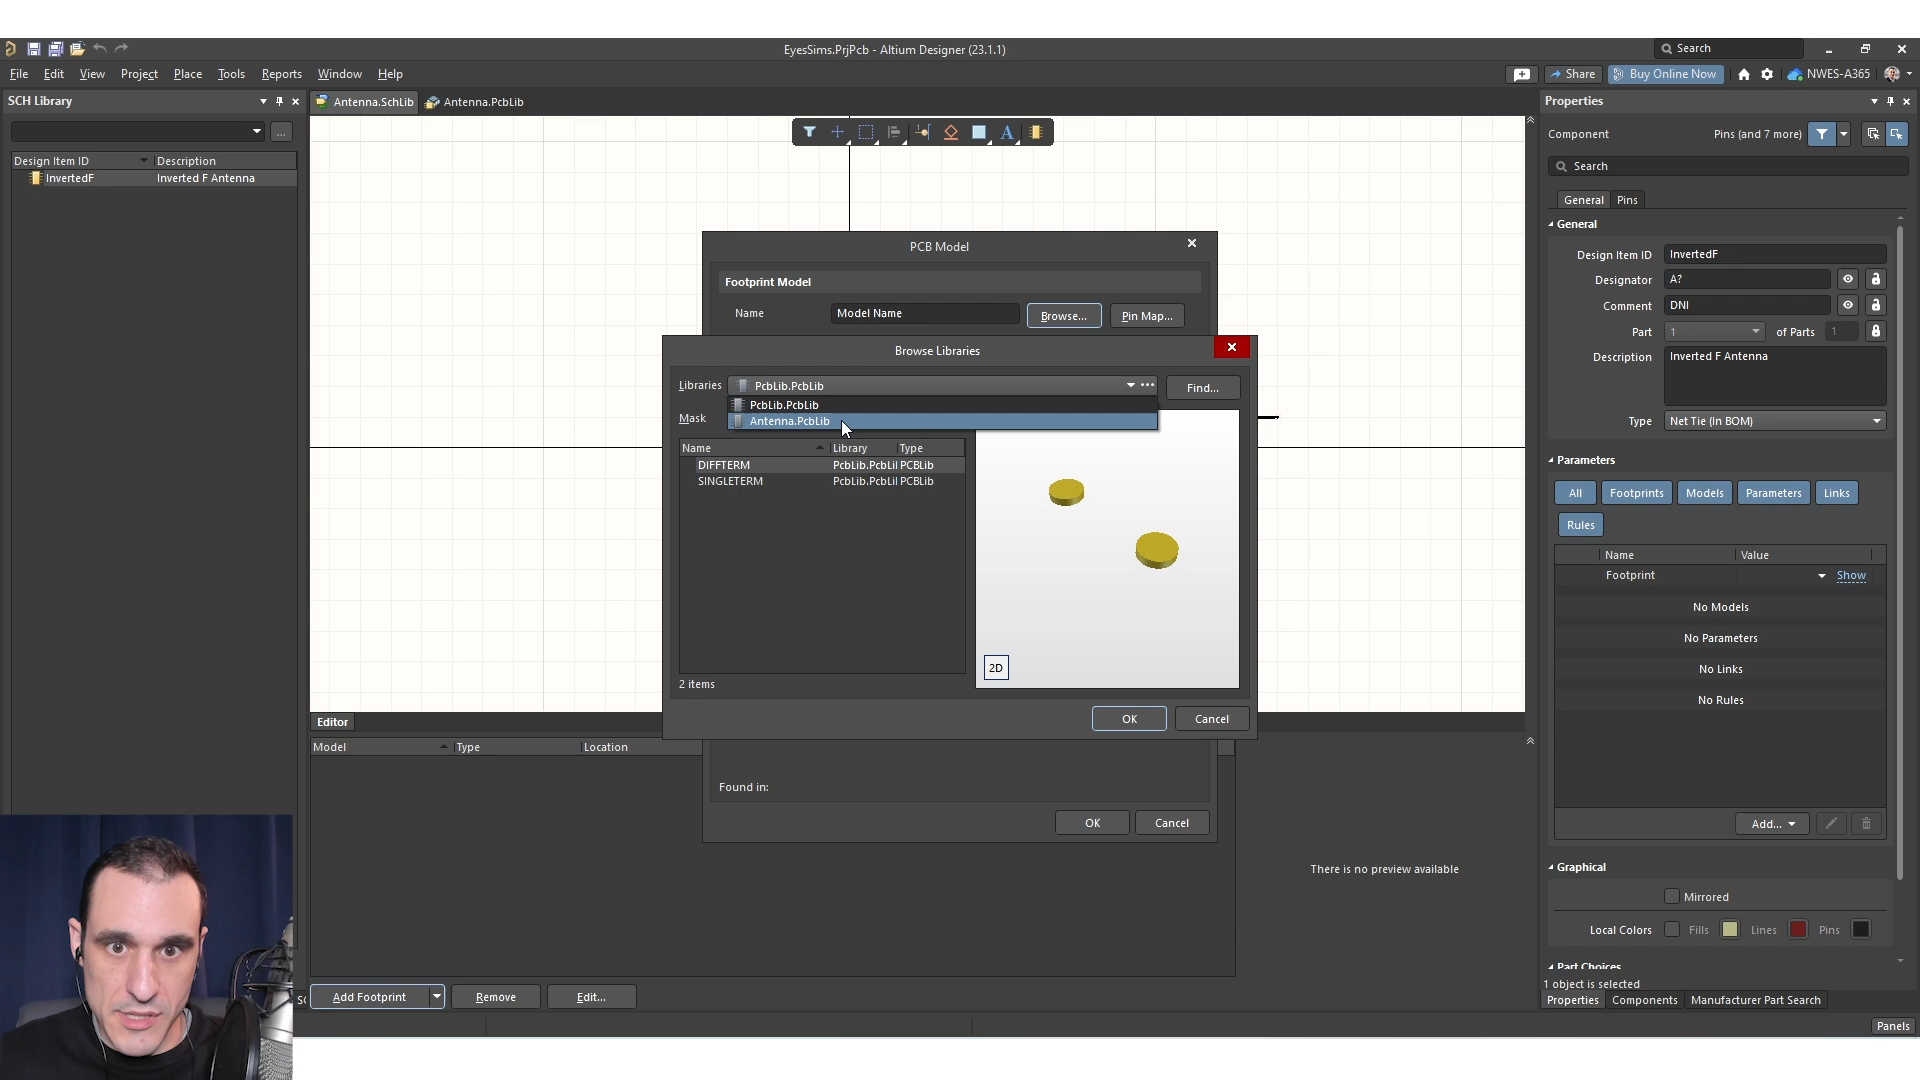 EyesSims.PrjPcb - Altium Designer (23.1.1)
Search
File Edit View Project Place Tools Reports Window Help
Share
Buy Online Now
NWES-A365
SCH Library
...
Design Item ID
Description
InvertedF
Inverted F Antenna
Antenna.SchLib
Antenna.PcbLib
A
PCB Model
Footprint Model
Name
Model Name
Browse...
Pin Map...
Browse Libraries
Libraries
PcbLib.PcbLib
Find...
PcbLib.PcbLib
Antenna.PcbLib
Mask
Name
Library
Type
DIFFTERM
PcbLib.PcbLil PCBLib
SINGLETERM
PcbLib.PcbLil PCBLib
2D
2 items
OK
Cancel
Found in:
OK
Cancel
Editor
Model
Type
Location
There is no preview available
Add Footprint
Remove
Edit...
SC
Properties
Component
Pins (and 7 more)
Search
General
Pins
General
Design Item ID
InvertedF
Designator
A?
Comment
DNI
Part
1
of Parts
1
Description
Inverted F Antenna
Type
Net Tie (In BOM)
Parameters
All
Footprints
Models
Parameters
Links
Rules
Name
Value
Footprint
Show
No Models
No Parameters
No Links
No Rules
Add...
Graphical
Mirrored
Local Colors
Fills
Lines
Pins
Part Choices
1 object is selected
Properties
Components
Manufacturer Part Search
Panels